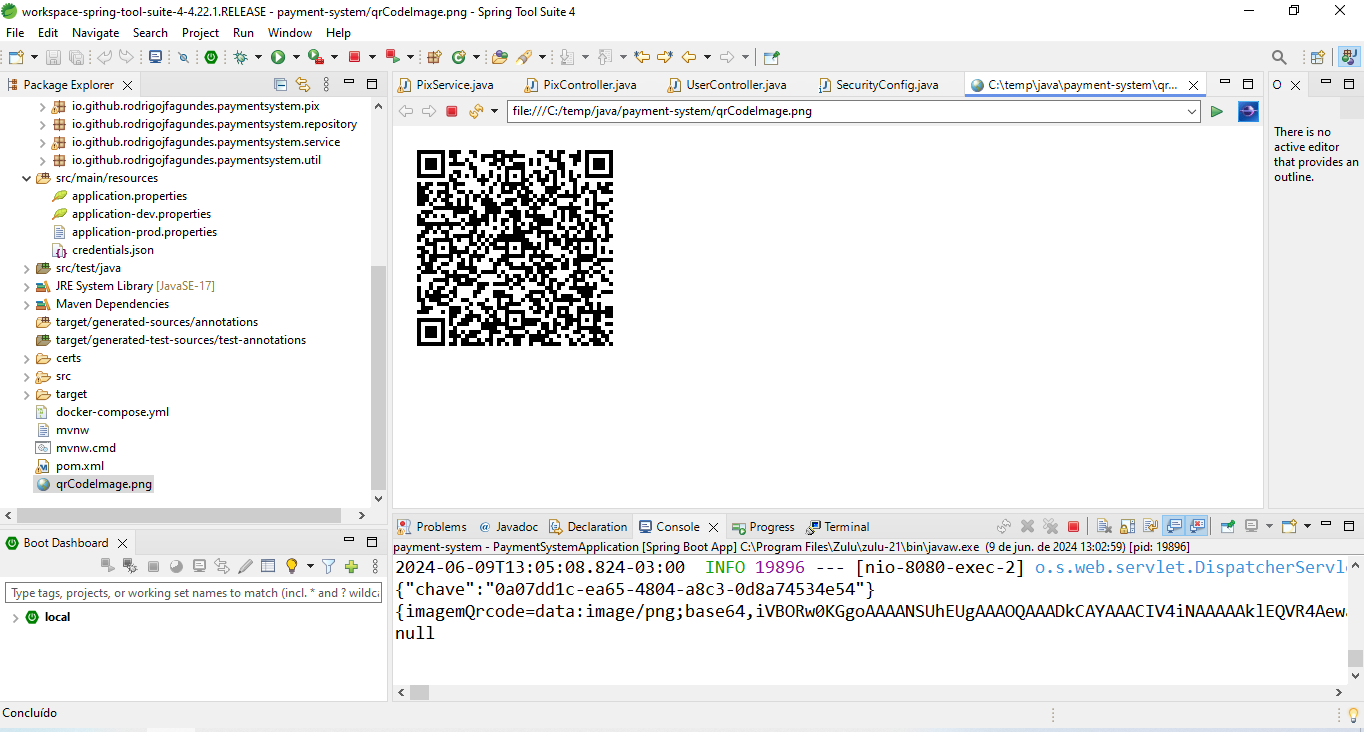 workspace-spring-tool-suite-4-4.22.1.RELEASE - payment-system/qrCodeImage.png - Spring Tool Suite 4
File Edit Navigate Search Project Run Window Help
Package Explorer
io.github.rodrigojfagundes.paymentsystem.pix
io.github.rodrigojfagundes.paymentsystem.repository
io.github.rodrigojfagundes.paymentsystem.service
io.github.rodrigojfagundes.paymentsystem.util
src/main/resources
application.properties
application-dev.properties
application-prod.properties
credentials.json
src/test/java
JRE System Library [JavaSE-17]
Maven Dependencies
target/generated-sources/annotations
target/generated-test-sources/test-annotations
certs
src
target
docker-compose.yml
mvnw
mvnw.cmd
pom.xml
qrCodeImage.png
Boot Dashboard
Type tags, projects, or working set names to match (incl. * and ? wildca
local
PixService.java PixController.java UserController.java SecurityConfig.java C:\temp\java\payment-system\qr...
file:///C:/temp/java/payment-system/qrCodeImage.png
O
There is no
active editor
that provides an
outline.
Problems @ Javadoc Declaration Console Progress Terminal
payment-system - PaymentSystemApplication [Spring Boot App] C:\Program Files\Zulu\zulu-21\bin\javaw.exe (9 de jun. de 2024 13:02:59) [pid: 19896]
2024-06-09T13:05:08.824-03:00 INFO 19896 --- [nio-8080-exec-2] o.s.web.servlet.DispatcherServl
{"chave":"0a07dd1c-ea65-4804-a8c3-0d8a74534e54"}
{imagemQrcode=data:image/png;base64,iVBORw0KGgoAAAANSUhEUgAAAOQAAADkCAYAAACIV4iNAAAAAklEQVR4Aewa
null
Concluído